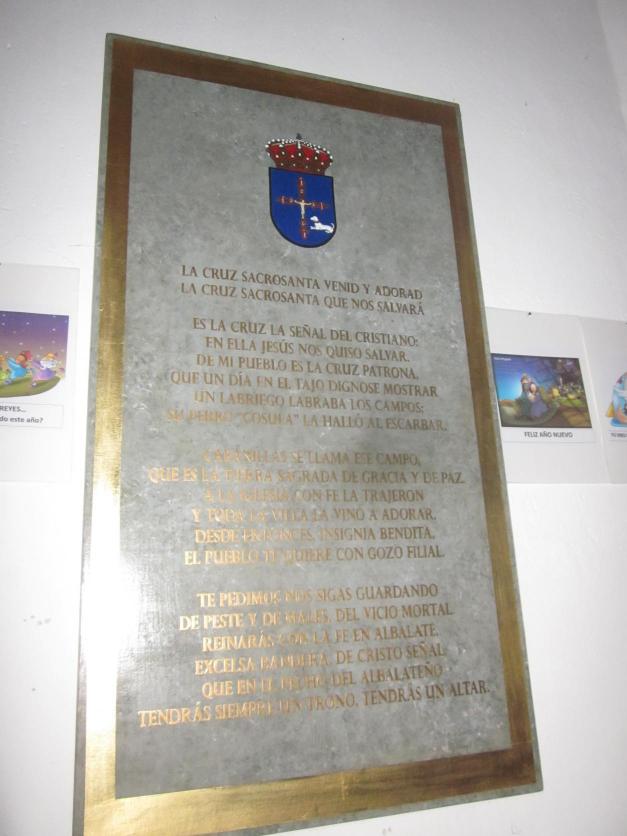 LA CRUZ SACROSANTA VENID Y ADORAD
LA CRUZ SACROSANTA QUE NOS SALVARÁ
ES LA CRUZ LA SEÑAL DEL CRISTIANO:
EN ELLA JESÚS NOS QUISO SALVAR.
DE MI PUEBLO ES LA CRUZ PATRONA,
QUE UN DÍA EN EL TAJO DIGNOSE MOSTRAR
UN LABRIEGO LABRABA LOS CAMPOS;
SU PERRO "COSULA" LA HALLÓ AL ESCARBAR.
CABANILLAS SE LLAMA ESE CAMPO,
QUE ES LA TIERRA SAGRADA DE GRACIA Y DE PAZ.
A LA IGLESIA CON FE LA TRAJERON
Y TODA LA VILLA LA VINO A ADORAR.
DESDE ENTONCES, INSIGNIA BENDITA,
EL PUEBLO TE QUIERE CON GOZO FILIAL.
TE PEDIMOS NOS SIGAS GUARDANDO
DE PESTE Y DE MALES, DEL VICIO MORTAL
REINARÁS CON LA FE EN ALBALATE,
EXCELSA BANDERA, DE CRISTO SEÑAL,
QUE EN EL PECHO DEL ALBALATEÑO
TENDRÁS SIEMPRE UN TRONO, TENDRÁS UN ALTAR.
REYES...
do este año?
FELIZ AÑO NUEVO